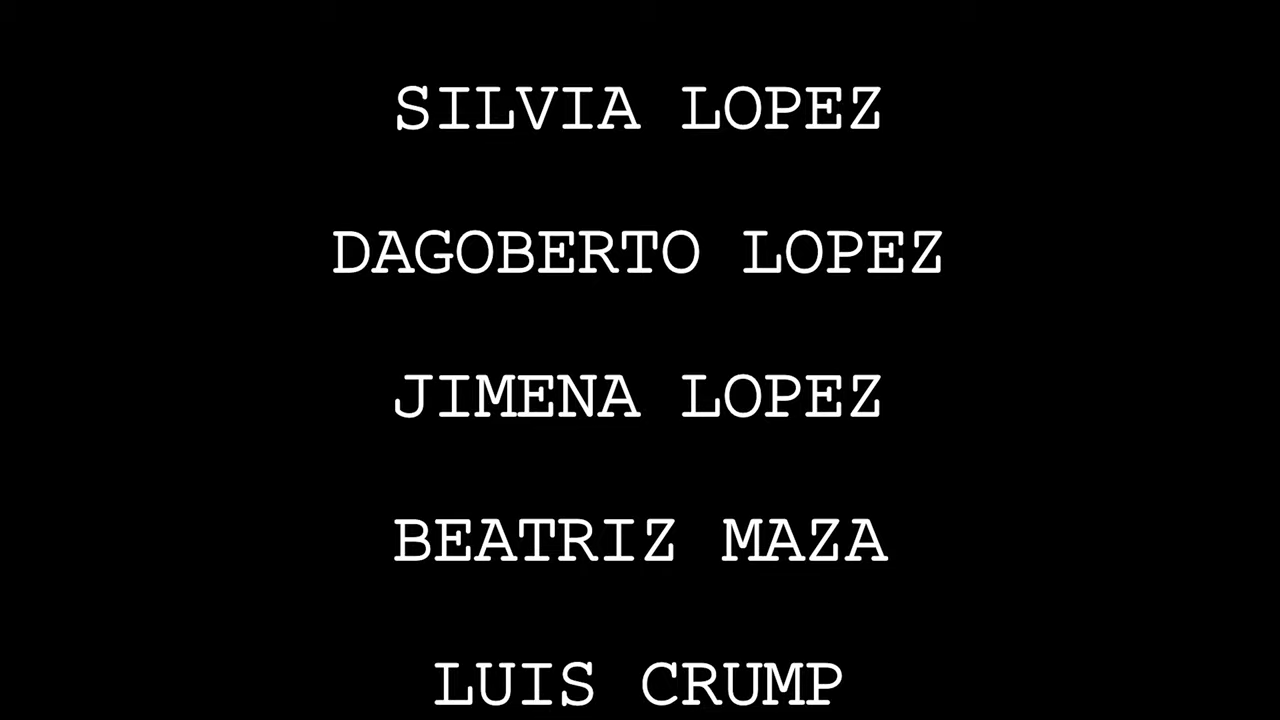 SILVIA LOPEZ
DAGOBERTO LOPEZ
JIMENA LOPEZ
BEATRIZ MAZA
LUIS CRUMP